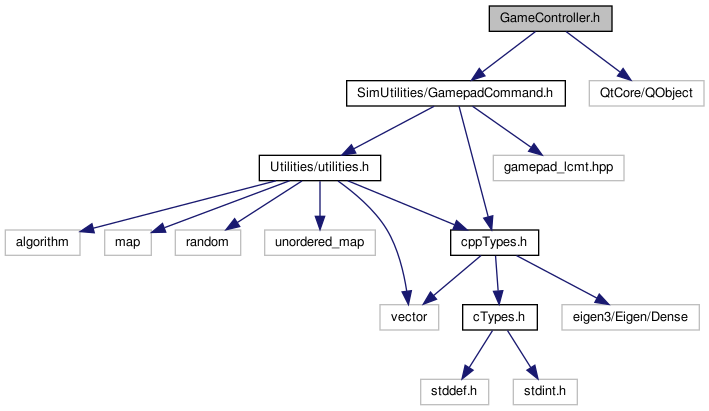 GameController.h
SimUtilities/GamepadCommand.h
QtCore/QObject
Utilities/utilities.h
gamepad_lcmt.hpp
algorithm
map
random
unordered_map
cppTypes.h
vector
cTypes.h
eigen3/Eigen/Dense
stddef.h
stdint.h